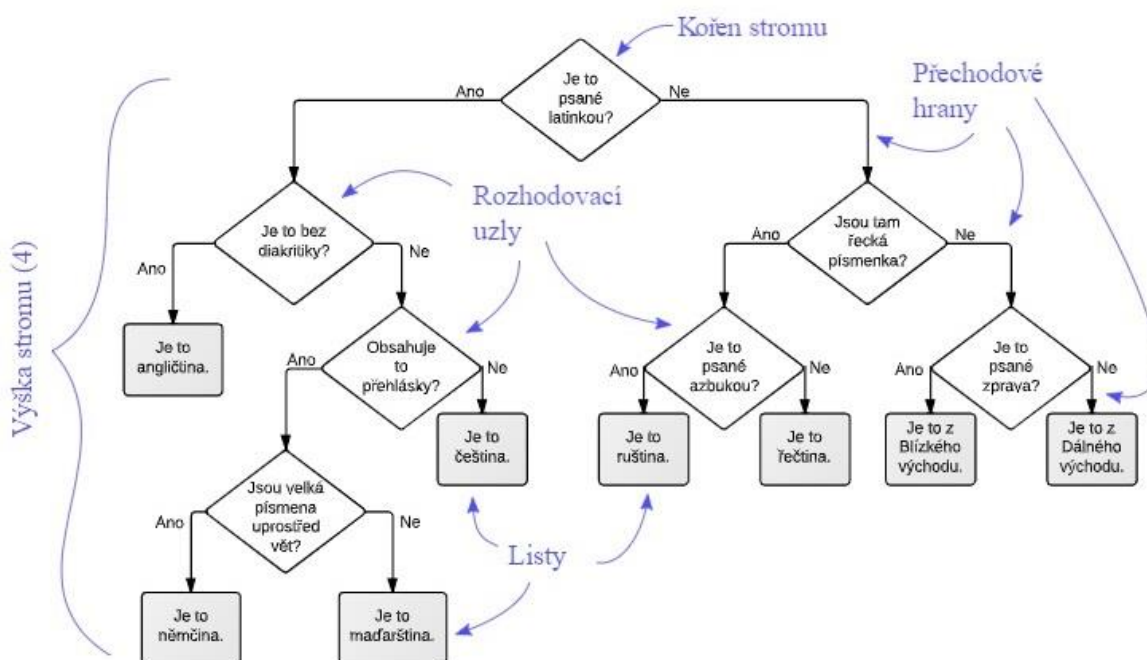 Kořen stromu
Je to
psané
latinkou?
Ano
Ne
Přechodové
hrany
Výška stromu (4)
Rozhodovací
uzly
Je to bez
diakritiky?
Ano
Ne
Jsou tam
řecká
písmenka?
Ano
Ne
Je to
angličtina.
Obsahuje
to
přehlásky?
Ano
Ne
Je to
psané
azbukou?
Ano
Ne
Je to
psané
zprava?
Ano
Ne
Je to
čeština.
Je to
ruština.
Je to
řečtina.
Je to z
Blízkého
východu.
Je to z
Dálného
východu.
Jsou velká
písmena
uprostřed
vět?
Ano
Ne
Listy
Je to
němčina.
Je to
maďarština.